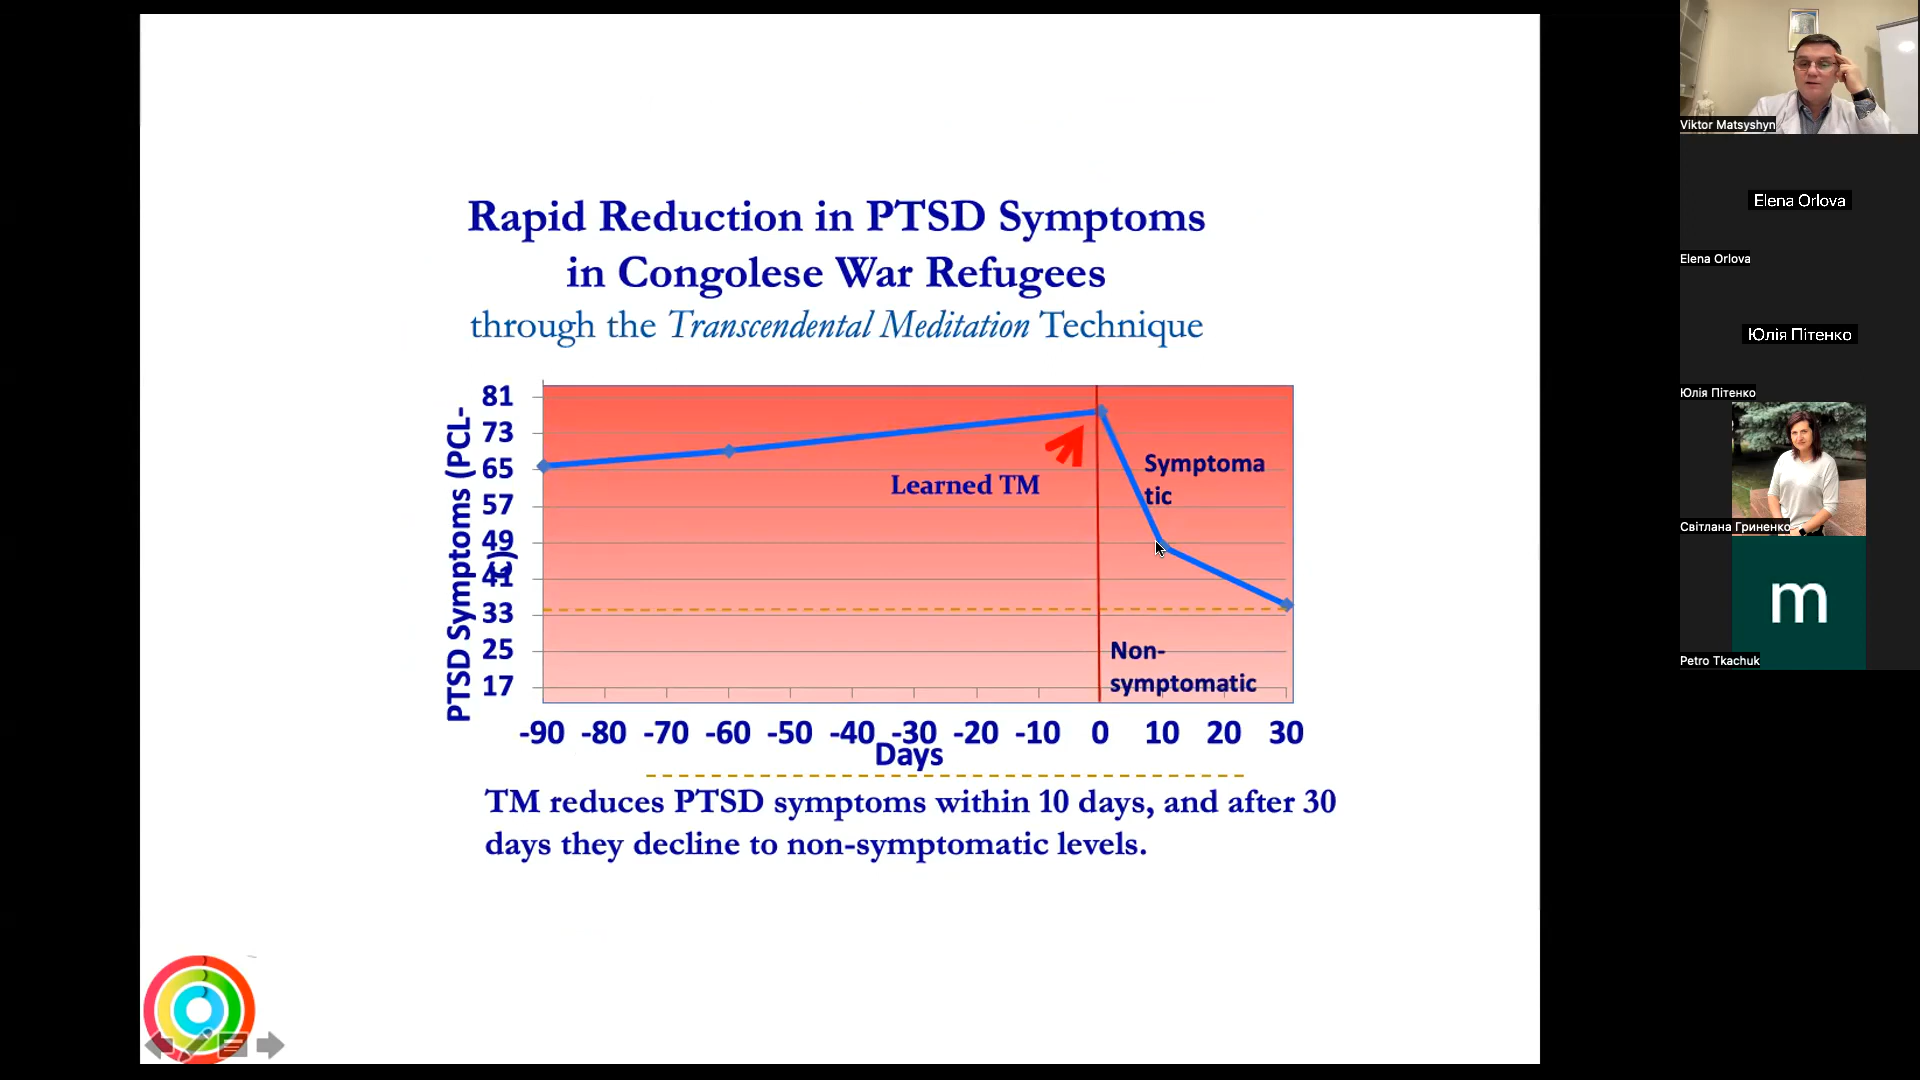 Rapid Reduction in PTSD Symptoms
in Congolese War Refugees
through the Transcendental Meditation Technique
PTSD Symptoms (PCL-
C)
81
73
65
57
49
41
33
25
17
Learned TM
Symptoma
tic
Non-
symptomatic
-90 -80 -70 -60 -50 -40 -30 -20 -10 0 10 20 30
Days
TM reduces PTSD symptoms within 10 days, and after 30
days they decline to non-symptomatic levels.
Viktor Matsyshyn
Elena Orlova
Elena Orlova
Юлія Пітенко
Юлія Пітенко
Світлана Гриненко
m
Petro Tkachuk